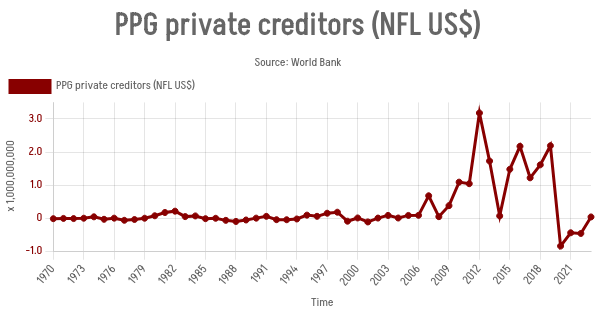 PPG private creditors (NFL US$)
Source: World Bank
PPG private creditors (NFL US$)
x 1,000,000,000
3.0
2.0
1.0
0
-1.0
1970 1973 1976 1979 1982 1985 1988 1991 1994 1997 2000 2003 2006 2009 2012 2015 2018 2021
Time